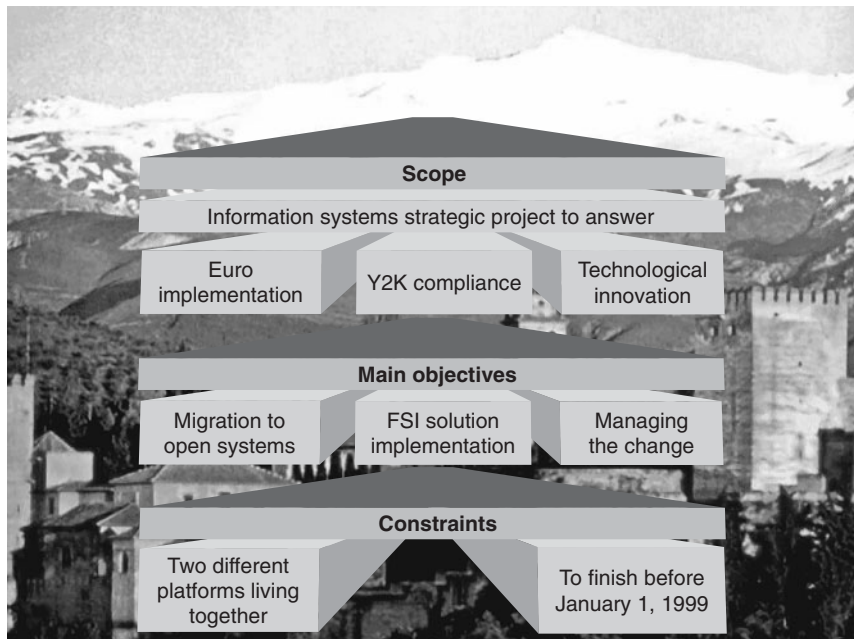 Scope
Information systems strategic project to answer
Euro
implementation
Y2K compliance
Technological
innovation
Main objectives
Migration to
open systems
FSI solution
implementation
Managing
the change
Constraints
Two different
platforms living
together
To finish before
January 1, 1999